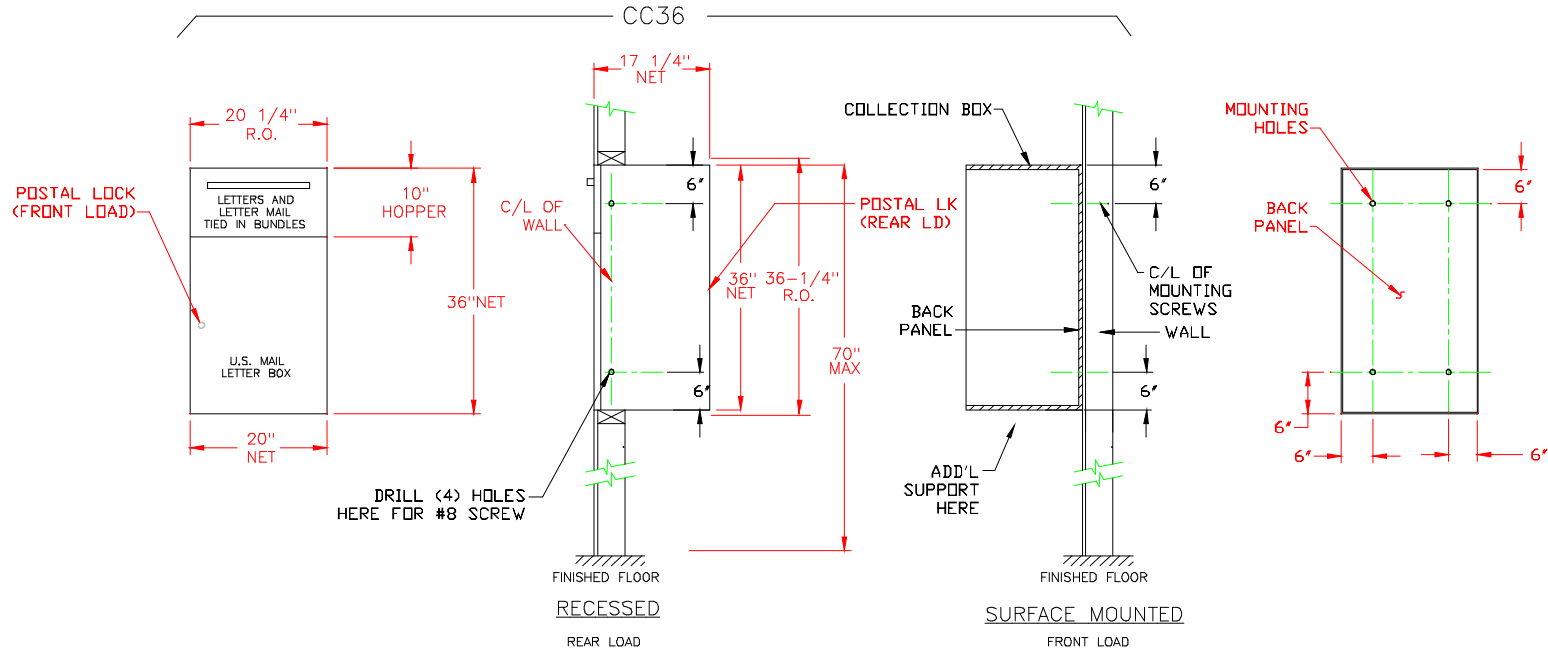 CC36
20 1/4"
R.O.
POSTAL LOCK
(FRONT LOAD)
LETTERS AND
LETTER MAIL
TIED IN BUNDLES
10"
HOPPER
36"NET
U.S. MAIL
LETTER BOX
20"
NET
17 1/4"
NET
C/L OF
WALL
6"
POSTAL LK
(REAR LD)
36"
NET
36-1/4"
R.O.
70"
MAX
6"
DRILL (4) HOLES
HERE FOR #8 SCREW
FINISHED FLOOR
RECESSED
REAR LOAD
COLLECTION BOX
6"
C/L OF
MOUNTING
SCREWS
BACK
PANEL
WALL
6"
ADD'L
SUPPORT
HERE
FINISHED FLOOR
SURFACE MOUNTED
FRONT LOAD
MOUNTING
HOLES
6"
BACK
PANEL
6"
6"
6"